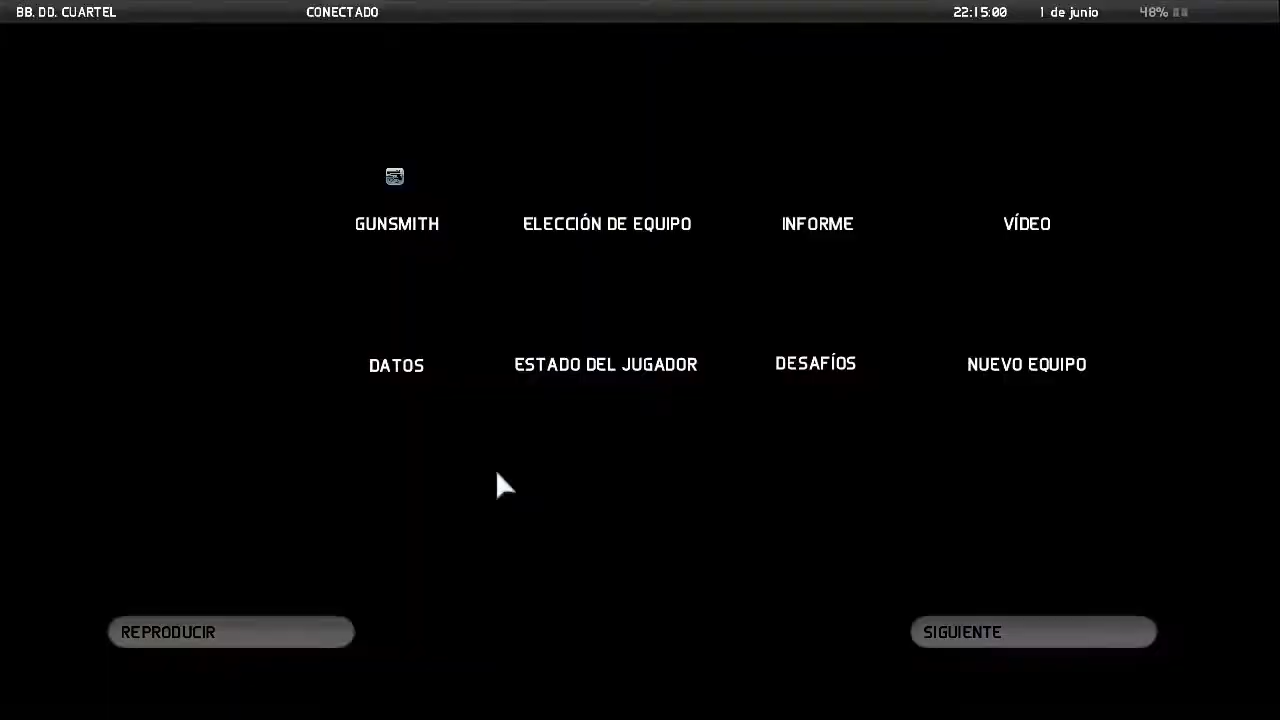 BB. DD. CUARTEL CONECTADO 22:15:00 1 de junio 48%
GUNSMITH ELECCIÓN DE EQUIPO INFORME VÍDEO
DATOS ESTADO DEL JUGADOR DESAFÍOS NUEVO EQUIPO
REPRODUCIR SIGUIENTE